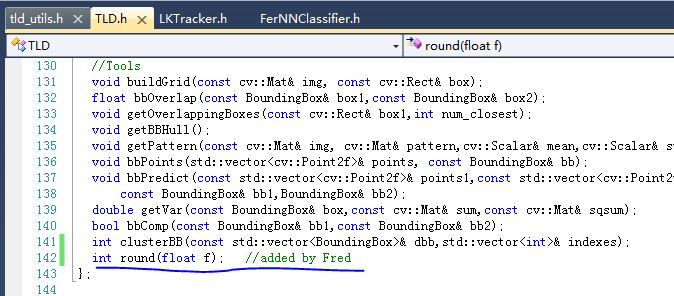 tld_utils.h TLD.h LKTracker.h FerNNClassifier.h
TLD round(float f)
130 //Tools
131 void buildGrid(const cv::Mat& img, const cv::Rect& box);
132 float bbOverlap(const BoundingBox& box1,const BoundingBox& box2);
133 void getOverlappingBoxes(const cv::Rect& box1,int num_closest);
134 void getBBHull();
135 void getPattern(const cv::Mat& img, cv::Mat& pattern,cv::Scalar& mean,cv::Scalar& s
136 void bbPoints(std::vector<cv::Point2f>& points, const BoundingBox& bb);
137 void bbPredict(const std::vector<cv::Point2f>& points1,const std::vector<cv::Point2
138 const BoundingBox& bb1,BoundingBox& bb2);
139 double getVar(const BoundingBox& box,const cv::Mat& sum,const cv::Mat& sqsum);
140 bool bbComp(const BoundingBox& bb1,const BoundingBox& bb2);
141 int clusterBB(const std::vector<BoundingBox>& dbb,std::vector<int>& indexes);
142 int round(float f); //added by Fred
143 };